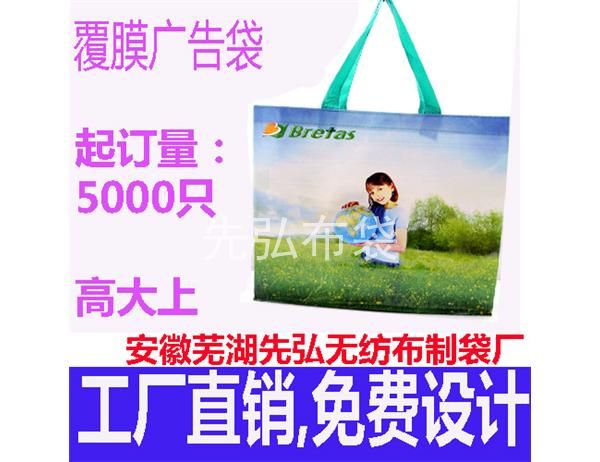 覆膜广告袋
Bretas
起订量：
5000只
先弘布袋
高大上
安徽芜湖先弘无纺布制袋厂
工厂直销,免费设计